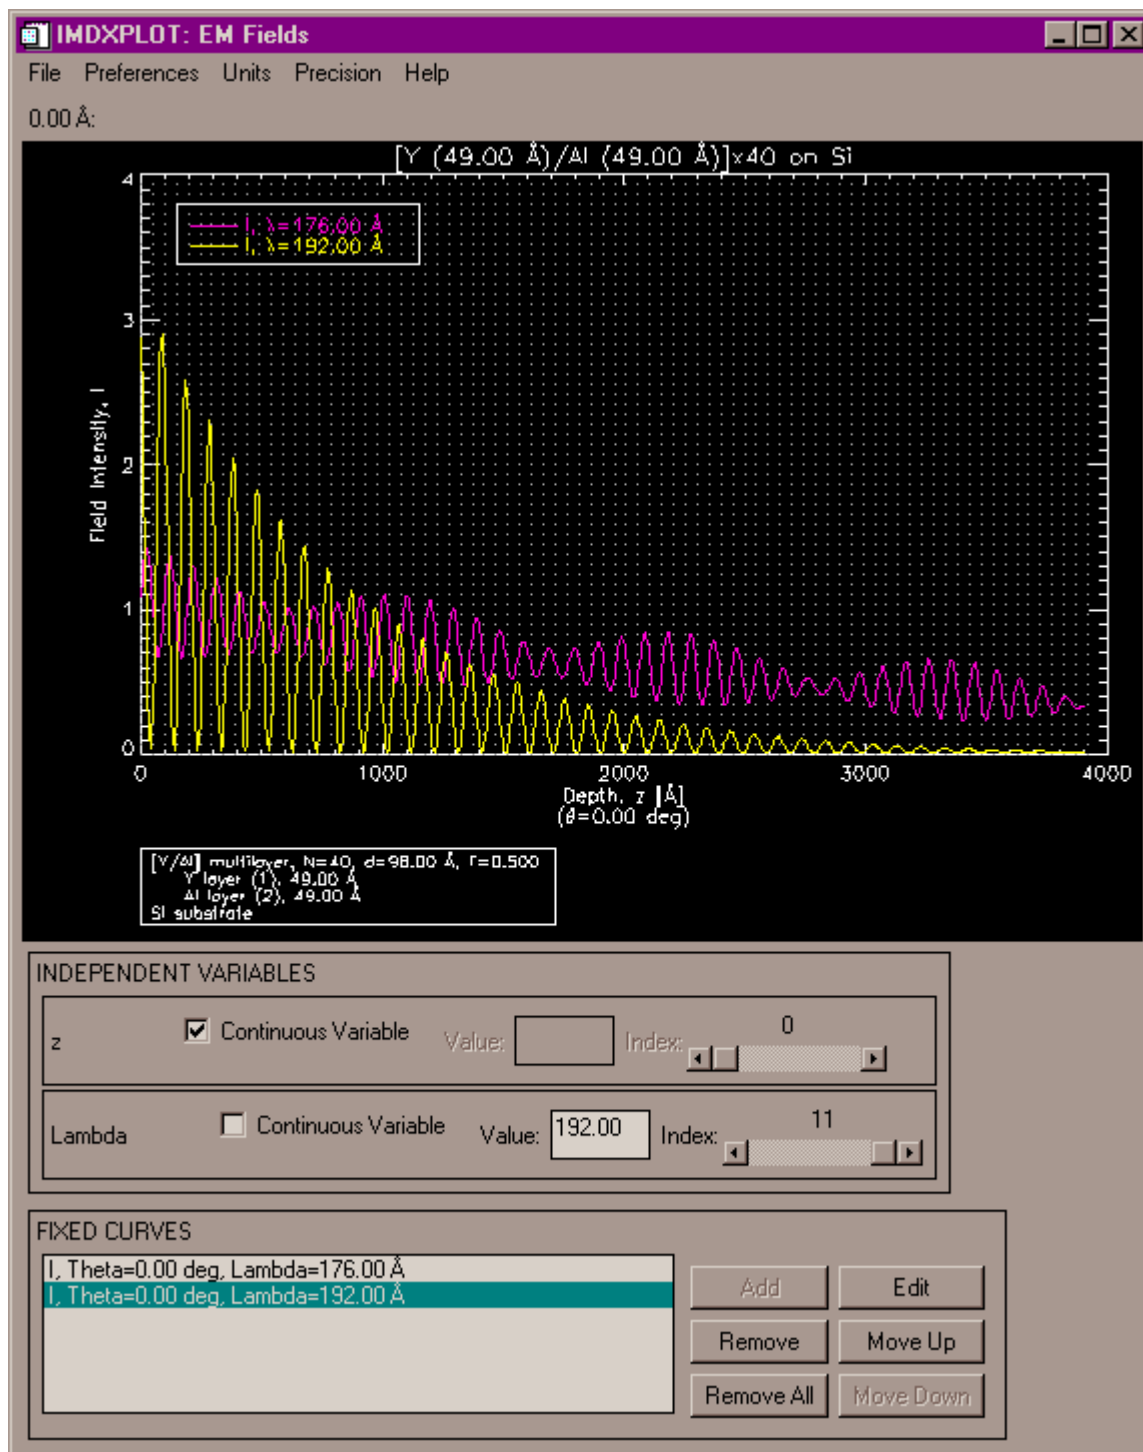 IMDXPLOT: EM Fields
File Preferences Units Precision Help
0.00 Å:
[Y (49.00 Å)/Al (49.00 Å)]x40 on Si
I, λ=176.00 Å
I, λ=192.00 Å
4
3
2
1
0
Field Intensity, I
0 1000 2000 3000 4000
Depth, z [Å]
(θ=0.00 deg)
[Y/Al] multilayer, N=40, d=98.00 Å, Γ=0.500
Y layer (1), 49.00 Å
Al layer (2), 49.00 Å
Si substrate
INDEPENDENT VARIABLES
z Continuous Variable Value: Index: 0
Lambda Continuous Variable Value: 192.00 Index: 11
FIXED CURVES
I, Theta=0.00 deg, Lambda=176.00 Å
I, Theta=0.00 deg, Lambda=192.00 Å
Add Edit
Remove Move Up
Remove All Move Down